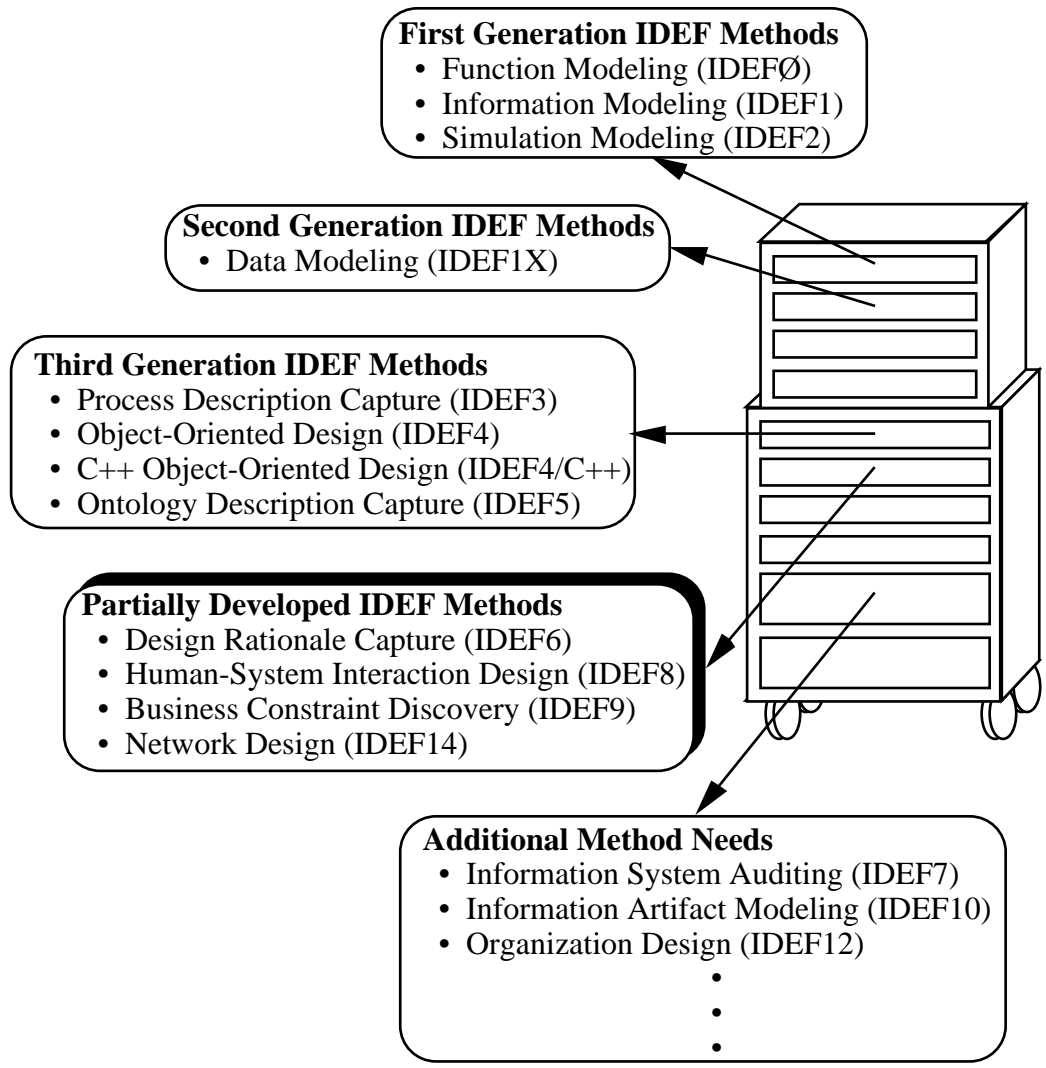 First Generation IDEF Methods
• Function Modeling (IDEFØ)
• Information Modeling (IDEF1)
• Simulation Modeling (IDEF2)
Second Generation IDEF Methods
• Data Modeling (IDEF1X)
Third Generation IDEF Methods
• Process Description Capture (IDEF3)
• Object-Oriented Design (IDEF4)
• C++ Object-Oriented Design (IDEF4/C++)
• Ontology Description Capture (IDEF5)
Partially Developed IDEF Methods
• Design Rationale Capture (IDEF6)
• Human-System Interaction Design (IDEF8)
• Business Constraint Discovery (IDEF9)
• Network Design (IDEF14)
Additional Method Needs
• Information System Auditing (IDEF7)
• Information Artifact Modeling (IDEF10)
• Organization Design (IDEF12)
•
•
•